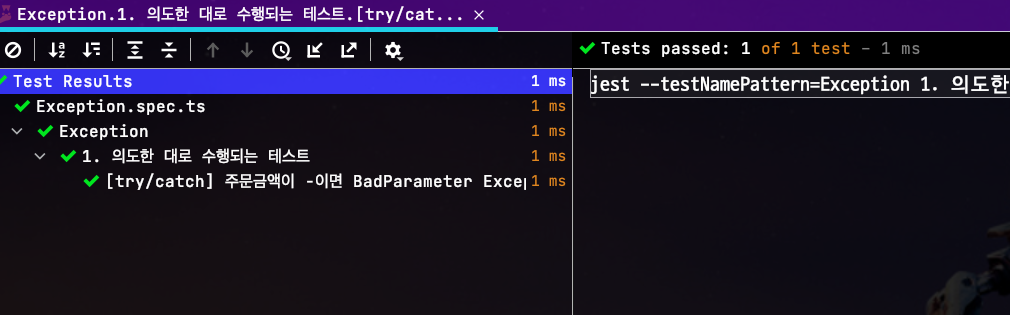 Exception.1. 의도한 대로 수행되는 테스트.[try/cat...
Tests passed: 1 of 1 test – 1 ms
Test Results 1 ms
Exception.spec.ts 1 ms
Exception 1 ms
1. 의도한 대로 수행되는 테스트 1 ms
[try/catch] 주문금액이 -이면 BadParameter Excep 1 ms
jest --testNamePattern=Exception 1. 의도한